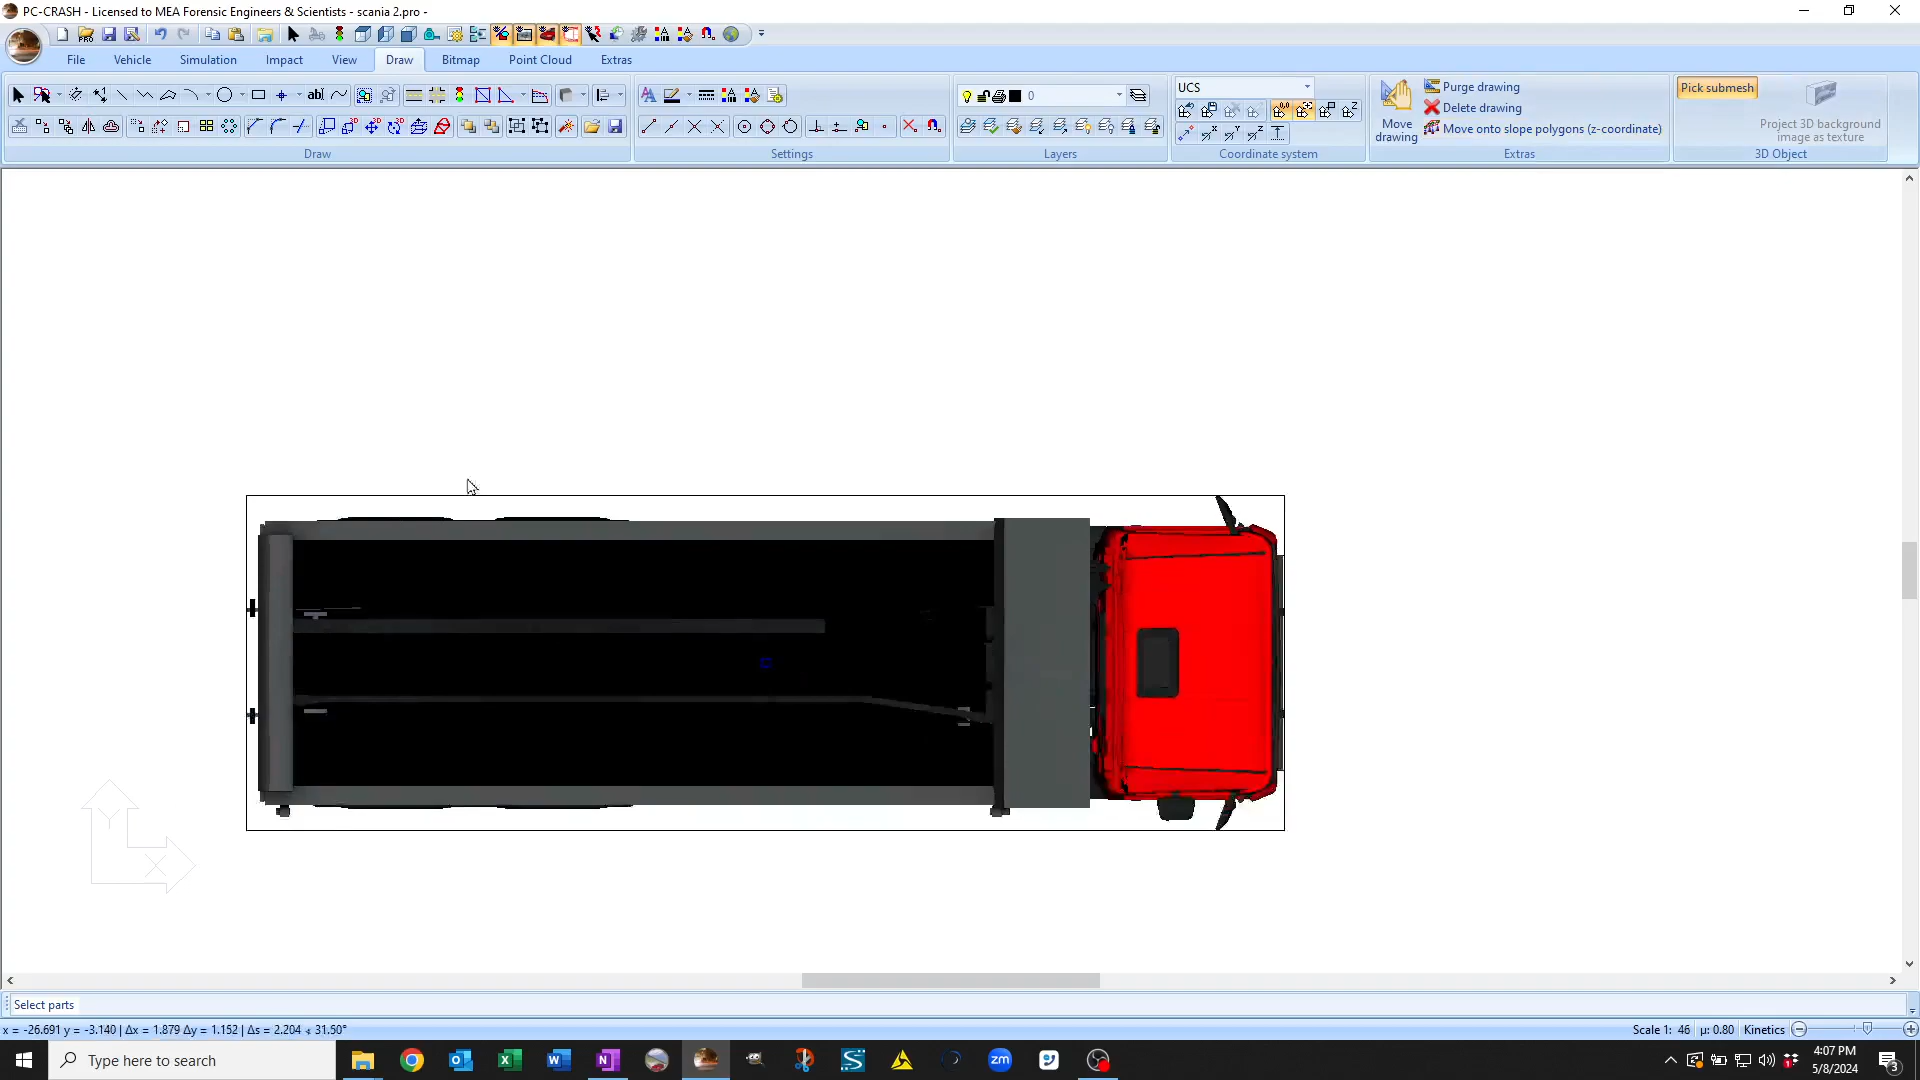 PC-CRASH - Licensed to MEA Forensic Engineers & Scientists - scania 2.pro -
File Vehicle Simulation Impact View Draw Bitmap Point Cloud Extras
abl
0
UCS
Move drawing
Purge drawing
Delete drawing
Move onto slope polygons (z-coordinate)
Pick submesh
Project 3D background
image as texture
Draw Settings Layers Coordinate system Extras 3D Object
Y
X
Select parts
x = -26.691 y = -3.140 | Δx = 1.879 Δy = 1.152 | Δs = 2.204 ∢ 31.50°
Scale 1: 46 μ: 0.80 Kinetics
Type here to search
zm
4:07 PM
5/8/2024
3